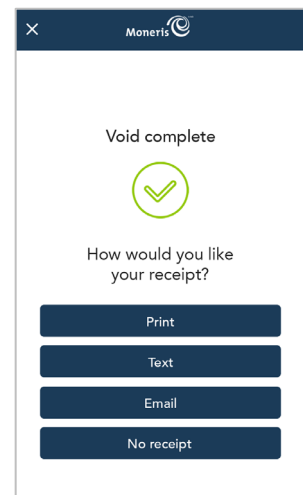 Moneris
Void complete
How would you like
your receipt?
Print
Text
Email
No receipt